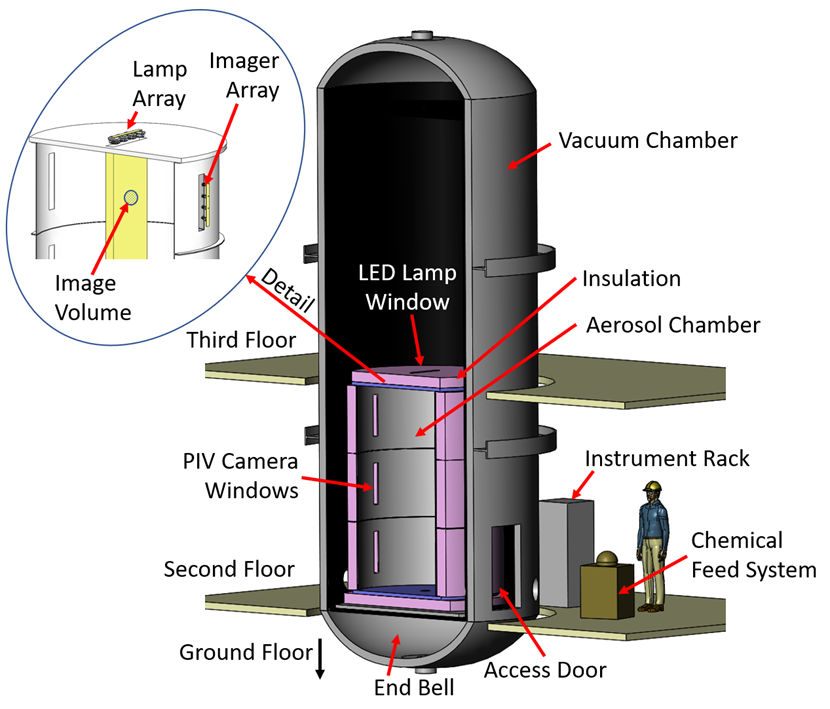 Lamp
Array
Imager
Array
Vacuum Chamber
Image
Volume
Detail
LED Lamp
Window
Insulation
Aerosol Chamber
Third Floor
PIV Camera
Windows
Instrument Rack
Chemical
Feed System
Second Floor
Ground Floor
End Bell
Access Door